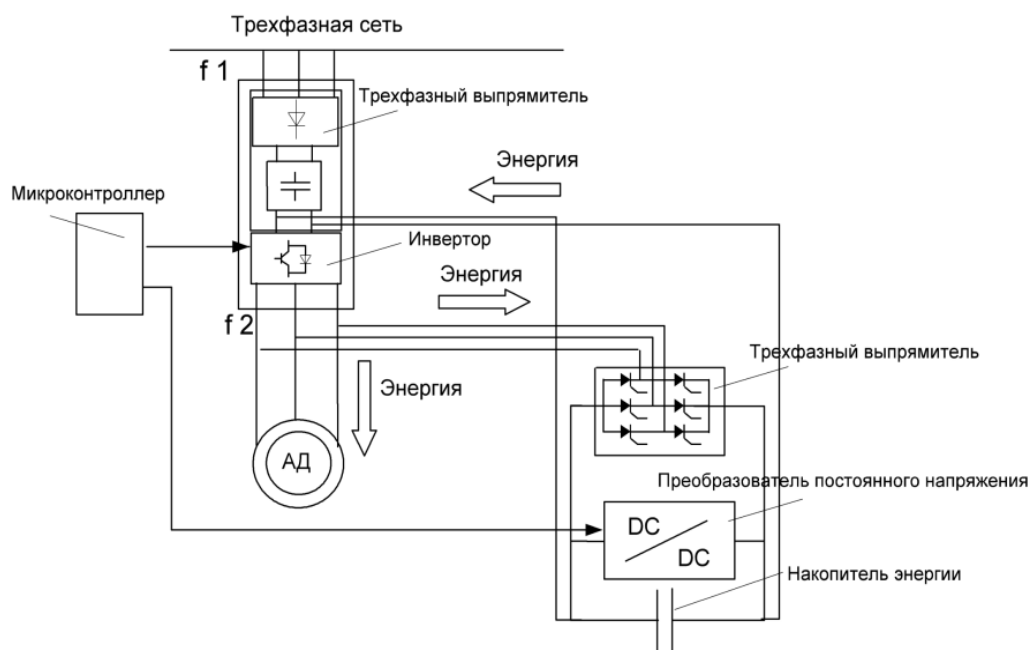 Трехфазная сеть
f 1
Трехфазный выпрямитель
Энергия
Микроконтроллер
Инвертор
Энергия
f 2
Трехфазный выпрямитель
Энергия
АД
Преобразователь постоянного напряжения
DC
DC
Накопитель энергии